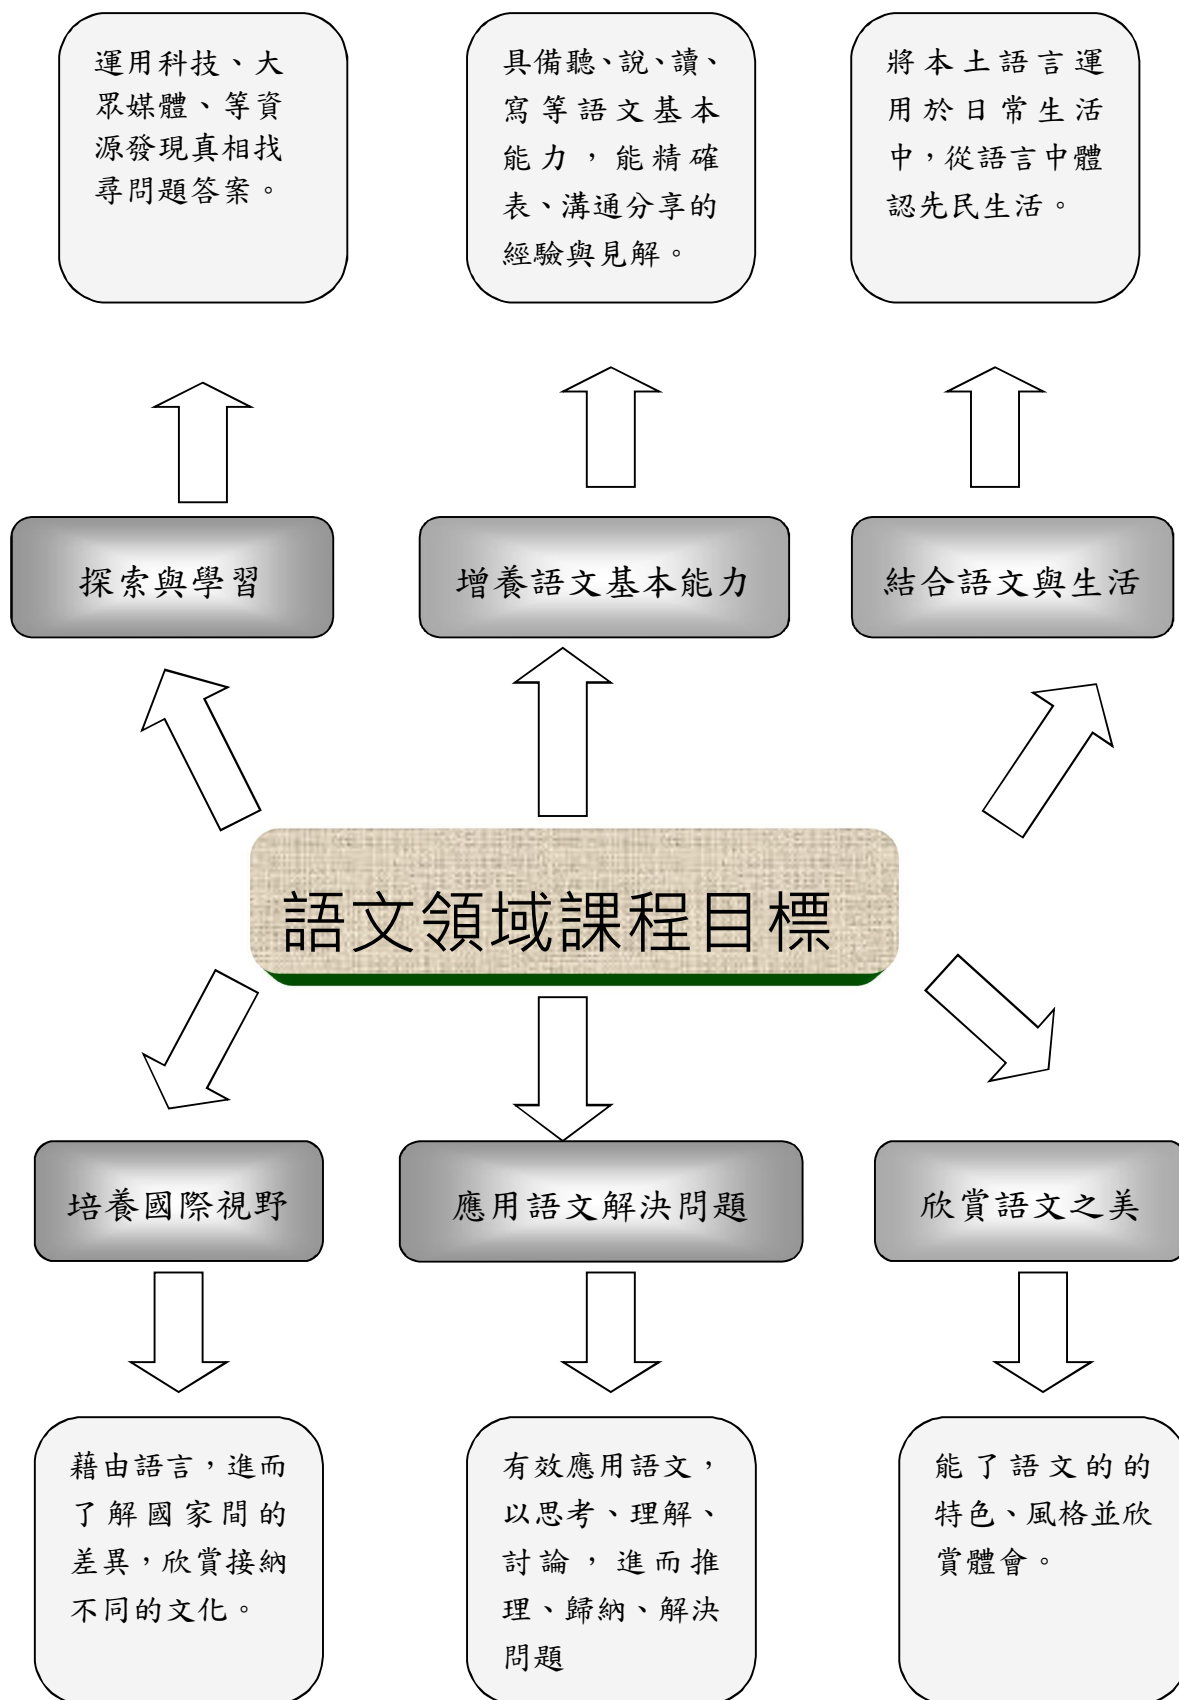 運用科技、大
眾媒體、等資
源發現真相找
尋問題答案。
具備聽、說、讀、
寫等語文基本
能力，能精確
表、溝通分享的
經驗與見解。
將本土語言運
用於日常生活
中，從語言中體
認先民生活。
探索與學習
增養語文基本能力
結合語文與生活
語文領域課程目標
培養國際視野
應用語文解決問題
欣賞語文之美
藉由語言，進而
了解國家間的
差異，欣賞接納
不同的文化。
有效應用語文，
以思考、理解、
討論，進而推
理、歸納、解決
問題
能了語文的的
特色、風格並欣
賞體會。